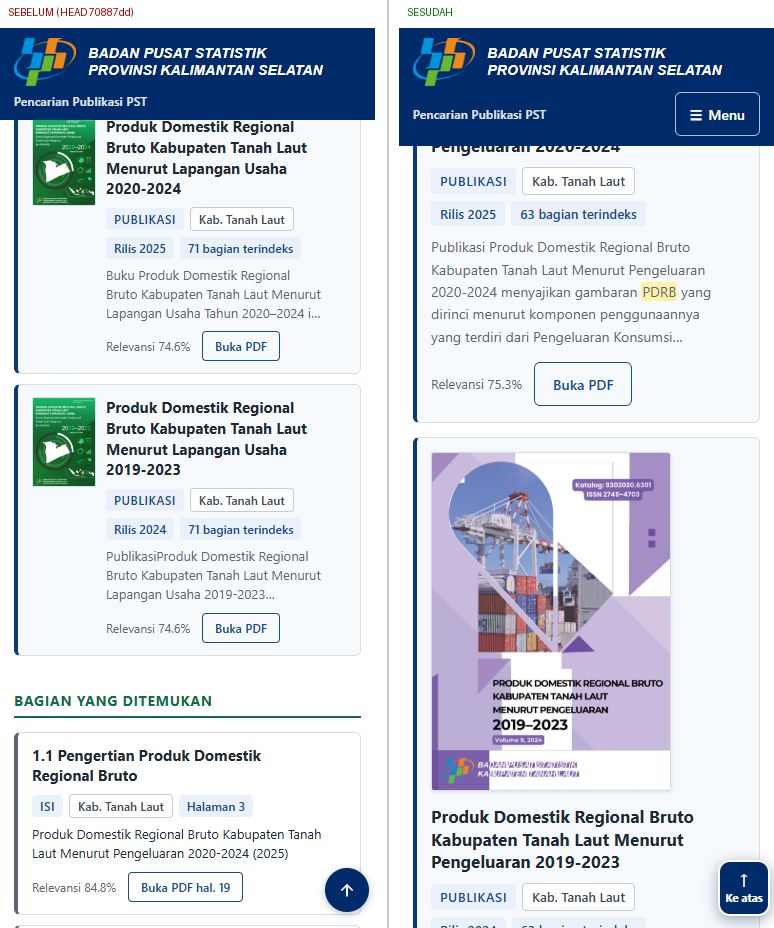 SEBELUM (HEAD 70887dd)
BADAN PUSAT STATISTIK
PROVINSI KALIMANTAN SELATAN
Pencarian Publikasi PST
2020-2024
Produk Domestik Regional
Bruto Kabupaten Tanah Laut
Menurut Lapangan Usaha
2020-2024
PUBLIKASI
Kab. Tanah Laut
Rilis 2025
71 bagian terindeks
Buku Produk Domestik Regional
Bruto Kabupaten Tanah Laut Menurut
Lapangan Usaha Tahun 2020–2024 i...
Relevansi 74.6%
Buka PDF
2019-2023
Produk Domestik Regional
Bruto Kabupaten Tanah Laut
Menurut Lapangan Usaha
2019-2023
PUBLIKASI
Kab. Tanah Laut
Rilis 2024
71 bagian terindeks
PublikasiProduk Domestik Regional
Bruto Kabupaten Tanah Laut Menurut
Lapangan Usaha 2019-2023...
Relevansi 74.6%
Buka PDF
BAGIAN YANG DITEMUKAN
1.1 Pengertian Produk Domestik
Regional Bruto
ISI
Kab. Tanah Laut
Halaman 3
Produk Domestik Regional Bruto Kabupaten Tanah
Laut Menurut Pengeluaran 2020-2024 (2025)
Relevansi 84.8%
Buka PDF hal. 19
SESUDAH
BADAN PUSAT STATISTIK
PROVINSI KALIMANTAN SELATAN
Pencarian Publikasi PST
☰ Menu
Pengeluaran 2020-2024
PUBLIKASI
Kab. Tanah Laut
Rilis 2025
63 bagian terindeks
Publikasi Produk Domestik Regional Bruto
Kabupaten Tanah Laut Menurut Pengeluaran
2020-2024 menyajikan gambaran PDRB yang
dirinci menurut komponen penggunaannya
yang terdiri dari Pengeluaran Konsumsi...
Relevansi 75.3%
Buka PDF
Katalog: 9302020.6301
ISSN 2745-4703
PRODUK DOMESTIK REGIONAL BRUTO
KABUPATEN TANAH LAUT
MENURUT PENGELUARAN
2019–2023
Volume 9, 2024
BADAN PUSAT STATISTIK
KABUPATEN TANAH LAUT
Produk Domestik Regional Bruto
Kabupaten Tanah Laut Menurut
Pengeluaran 2019-2023
PUBLIKASI
Kab. Tanah Laut
Rilis 2024
63 bagian terindeks
↑
Ke atas